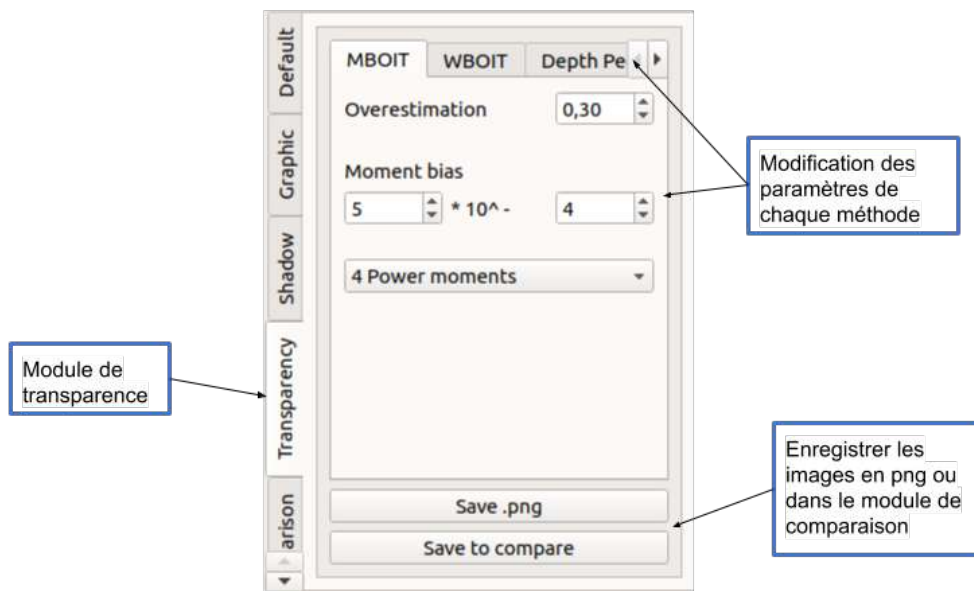 Default
Graphic
Shadow
Transparency
arison
MBOIT
WBOIT
Depth Pe
Overestimation
0,30
Moment bias
5 * 10^ - 4
4 Power moments
Save .png
Save to compare
Module de
transparence
Modification des
paramètres de
chaque méthode
Enregistrer les
images en png ou
dans le module de
comparaison